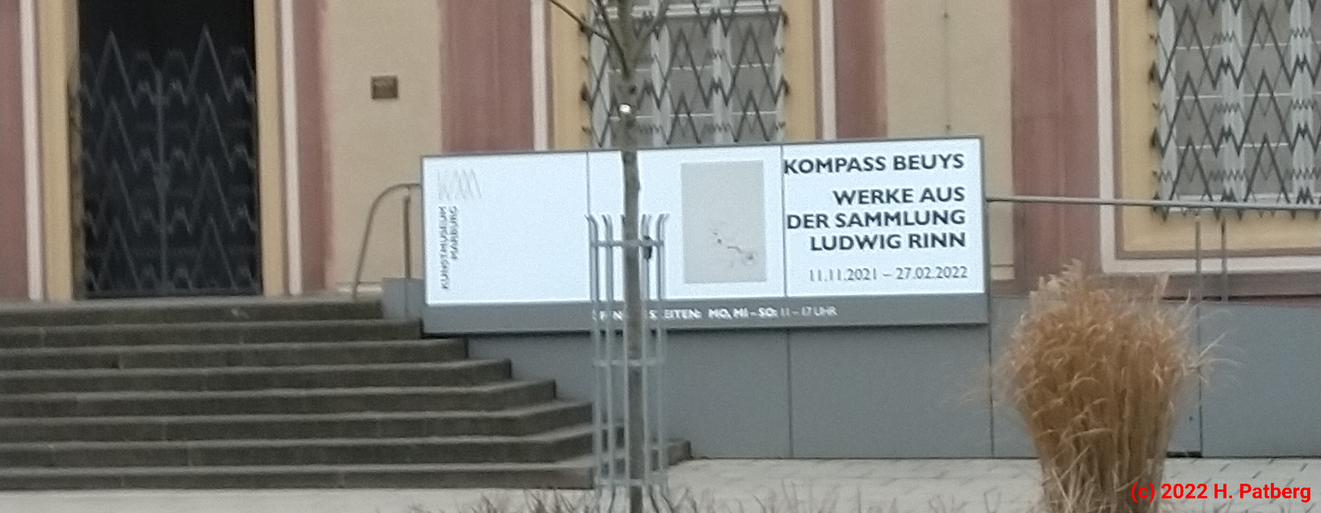 KUNSTMUSEUM
MARBURG
KOMPASS BEUYS
WERKE AUS
DER SAMMLUNG
LUDWIG RINN
11.11.2021 – 27.02.2022
MO, MI – SO: 11 – 17 UHR
(c) 2022 H. Patberg